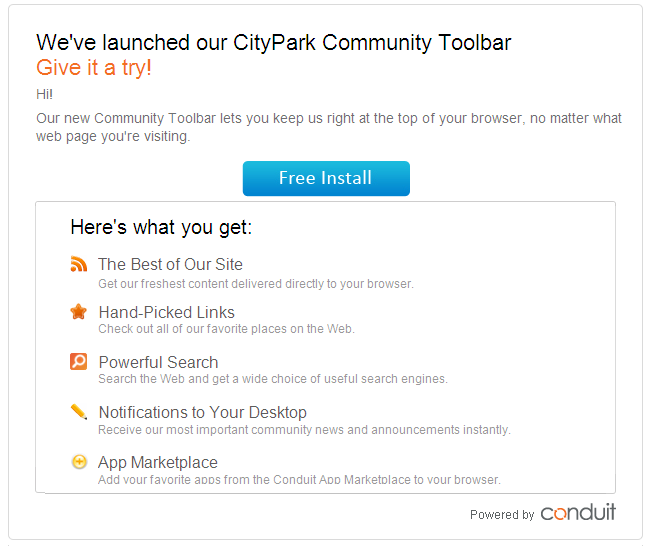 We've launched our CityPark Community Toolbar
Give it a try!
Hi!
Our new Community Toolbar lets you keep us right at the top of your browser, no matter what
web page you're visiting.
Free Install
Here's what you get:
The Best of Our Site
Get our freshest content delivered directly to your browser.
Hand-Picked Links
Check out all of our favorite places on the Web.
Powerful Search
Search the Web and get a wide choice of useful search engines.
Notifications to Your Desktop
Receive our most important community news and announcements instantly.
App Marketplace
Add your favorite apps from the Conduit App Marketplace to your browser.
Powered by conduit